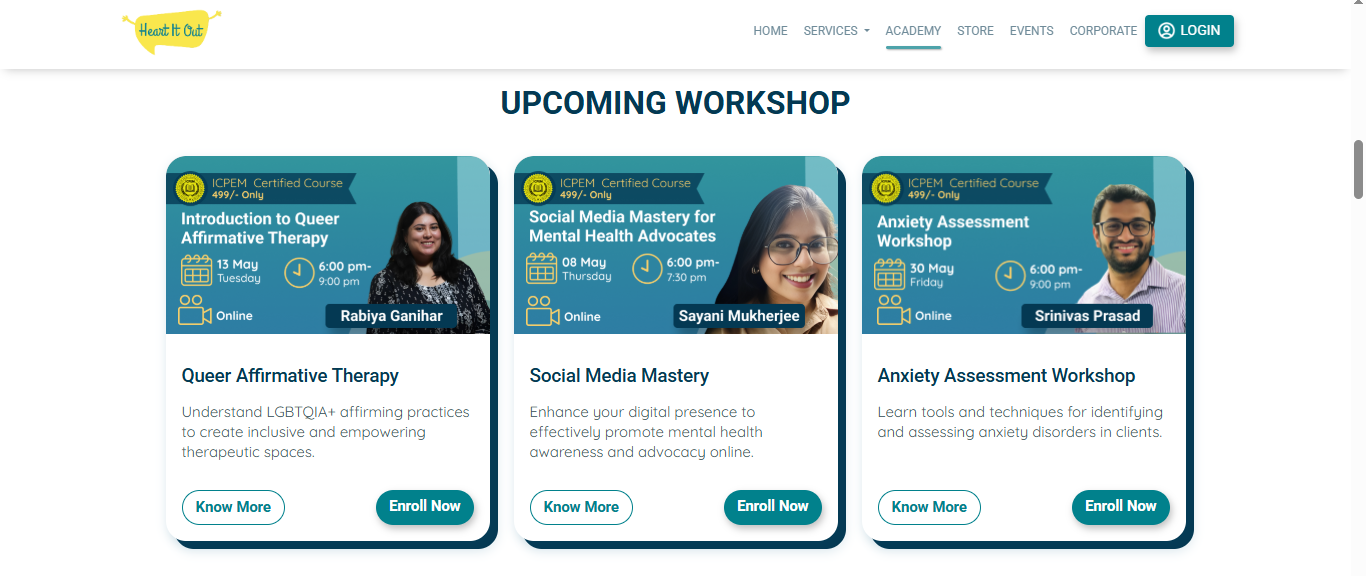 Heart It Out
HOME SERVICES ACADEMY STORE EVENTS CORPORATE LOGIN
UPCOMING WORKSHOP
ICPEM Certified Course
499/- Only
Introduction to Queer
Affirmative Therapy
13 May
Tuesday
6:00 pm-
9:00 pm
Online
Rabiya Ganihar
Queer Affirmative Therapy
Understand LGBTQIA+ affirming practices
to create inclusive and empowering
therapeutic spaces.
Know More
Enroll Now
ICPEM Certified Course
499/- Only
Social Media Mastery for
Mental Health Advocates
08 May
Thursday
6:00 pm-
7:30 pm
Online
Sayani Mukherjee
Social Media Mastery
Enhance your digital presence to
effectively promote mental health
awareness and advocacy online.
Know More
Enroll Now
ICPEM Certified Course
499/- Only
Anxiety Assessment
Workshop
30 May
Friday
6:00 pm-
9:00 pm
Online
Srinivas Prasad
Anxiety Assessment Workshop
Learn tools and techniques for identifying
and assessing anxiety disorders in clients.
Know More
Enroll Now